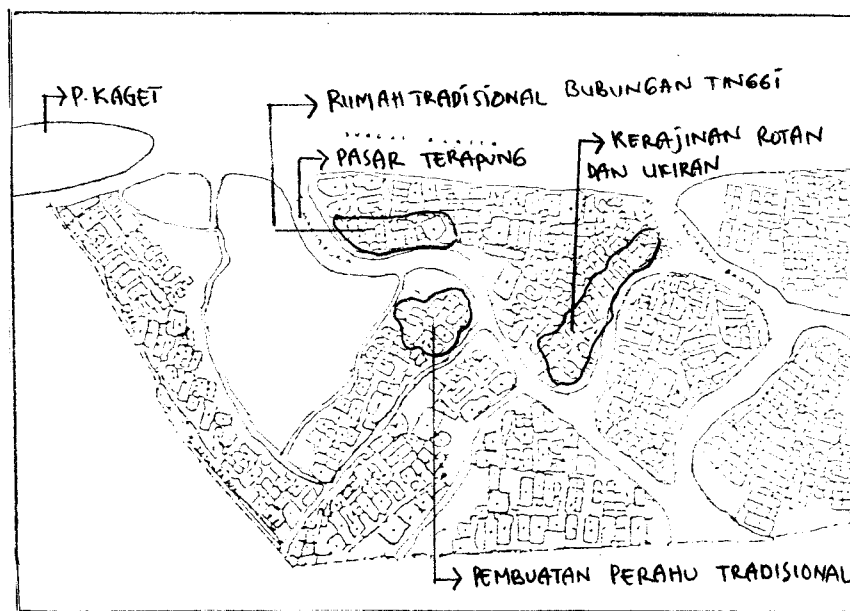 P. KAGET
RUMAH TRADISIONAL BUBUNGAN TINGGI
PASAR TERAPUNG
KERAJINAN ROTAN
DAN UKIRAN
PEMBUATAN PERAHU TRADISIONAL